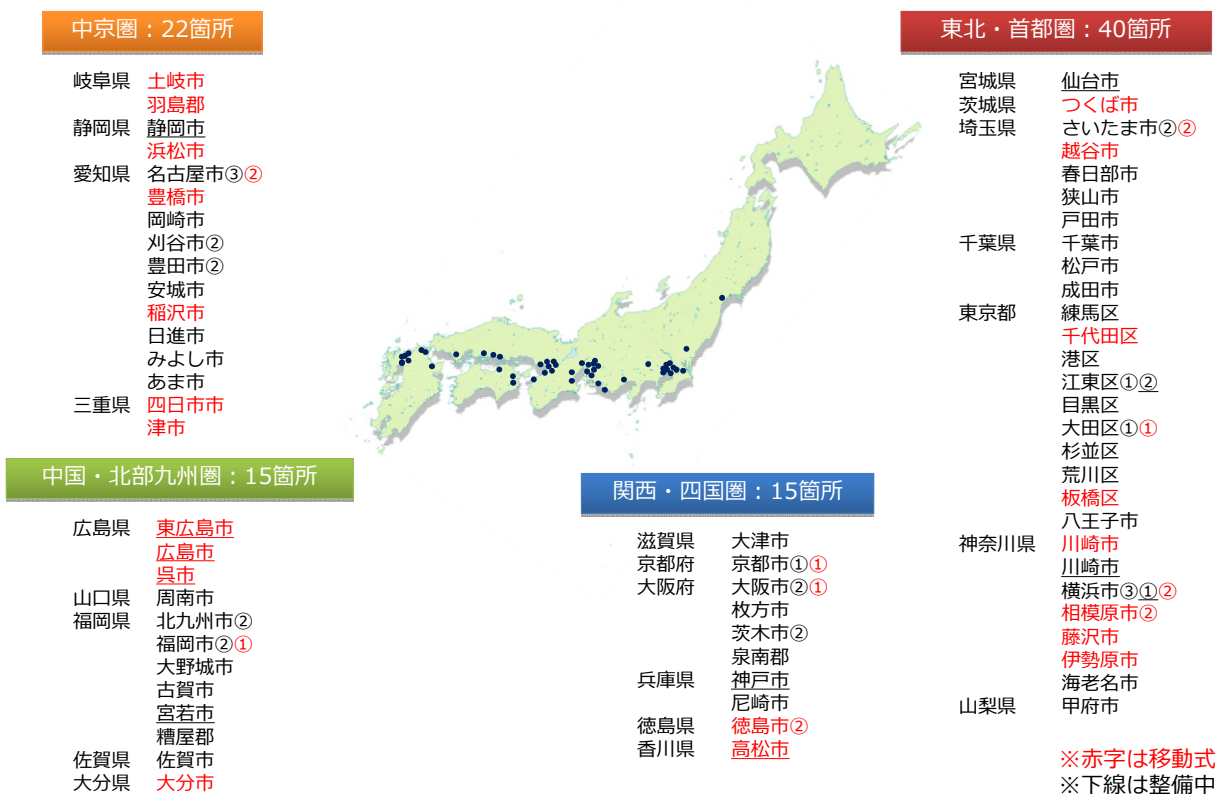 中京圏：22箇所
岐阜県 土岐市
羽島郡
静岡県 静岡市
浜松市
愛知県 名古屋市③②
豊橋市
岡崎市
刈谷市②
豊田市②
安城市
稲沢市
日進市
みよし市
あま市
三重県 四日市市
津市
中国・北部九州圏：15箇所
広島県 東広島市
広島市
呉市
山口県 周南市
福岡県 北九州市②
福岡市②①
大野城市
古賀市
宮若市
糟屋郡
佐賀県 佐賀市
大分県 大分市
関西・四国圏：15箇所
滋賀県 大津市
京都府 京都市①①
大阪府 大阪市②①
枚方市
茨木市②
泉南郡
兵庫県 神戸市
尼崎市
徳島県 徳島市②
香川県 高松市
東北・首都圏：40箇所
宮城県 仙台市
茨城県 つくば市
埼玉県 さいたま市②②
越谷市
春日部市
狭山市
戸田市
千葉県 千葉市
松戸市
成田市
東京都 練馬区
千代田区
港区
江東区①②
目黒区
大田区①①
杉並区
荒川区
板橋区
八王子市
神奈川県 川崎市
川崎市
横浜市③①②
相模原市②
藤沢市
伊勢原市
海老名市
山梨県 甲府市
※赤字は移動式
※下線は整備中